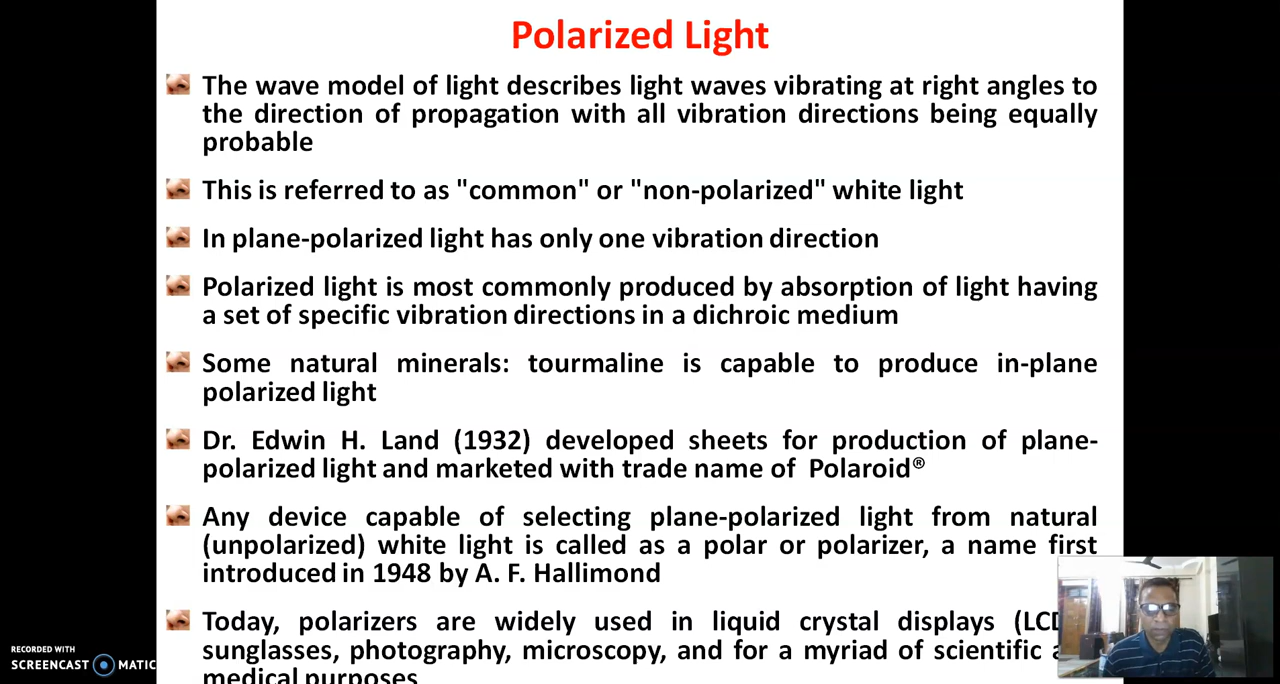 Polarized Light
The wave model of light describes light waves vibrating at right angles to
the direction of propagation with all vibration directions being equally
probable
This is referred to as "common" or "non-polarized" white light
In plane-polarized light has only one vibration direction
Polarized light is most commonly produced by absorption of light having
a set of specific vibration directions in a dichroic medium
Some natural minerals: tourmaline is capable to produce in-plane
polarized light
Dr. Edwin H. Land (1932) developed sheets for production of plane-
polarized light and marketed with trade name of Polaroid®
Any device capable of selecting plane-polarized light from natural
(unpolarized) white light is called as a polar or polarizer, a name first
introduced in 1948 by A. F. Hallimond
Today, polarizers are widely used in liquid crystal displays
sunglasses, photography, microscopy, and for a myriad of scientific
medical purposes
RECORDED WITH
SCREENCAST MATIC